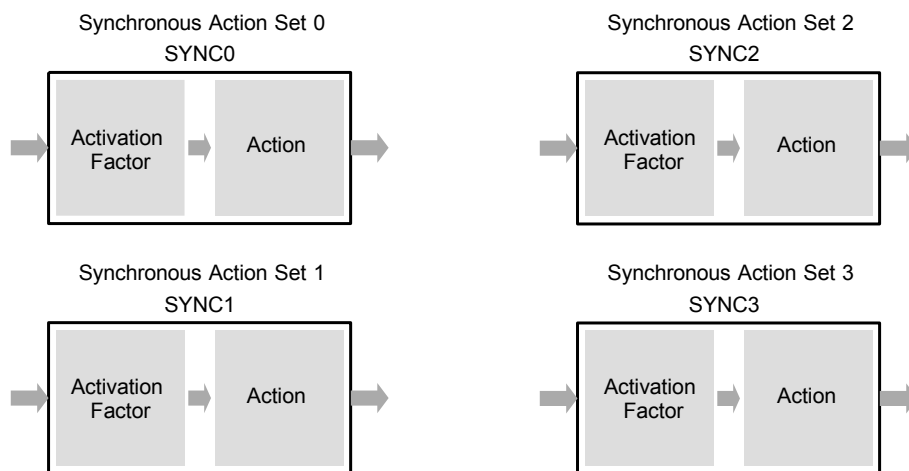 Synchronous Action Set 0
SYNC0
Activation
Factor
Action
Synchronous Action Set 2
SYNC2
Activation
Factor
Action
Synchronous Action Set 1
SYNC1
Activation
Factor
Action
Synchronous Action Set 3
SYNC3
Activation
Factor
Action